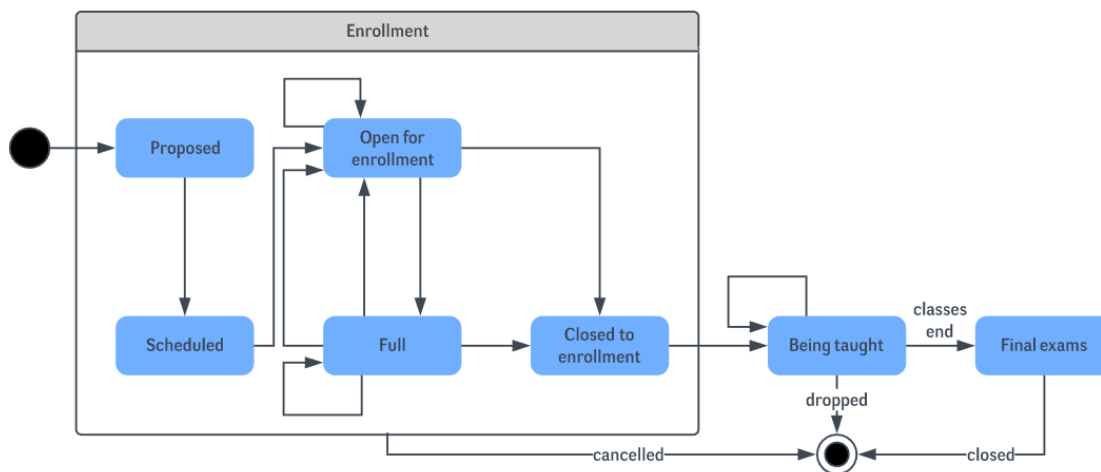 Enrollment
Proposed
Open for
enrollment
Scheduled
Full
Closed to
enrollment
Being taught
classes
end
Final exams
dropped
cancelled
closed